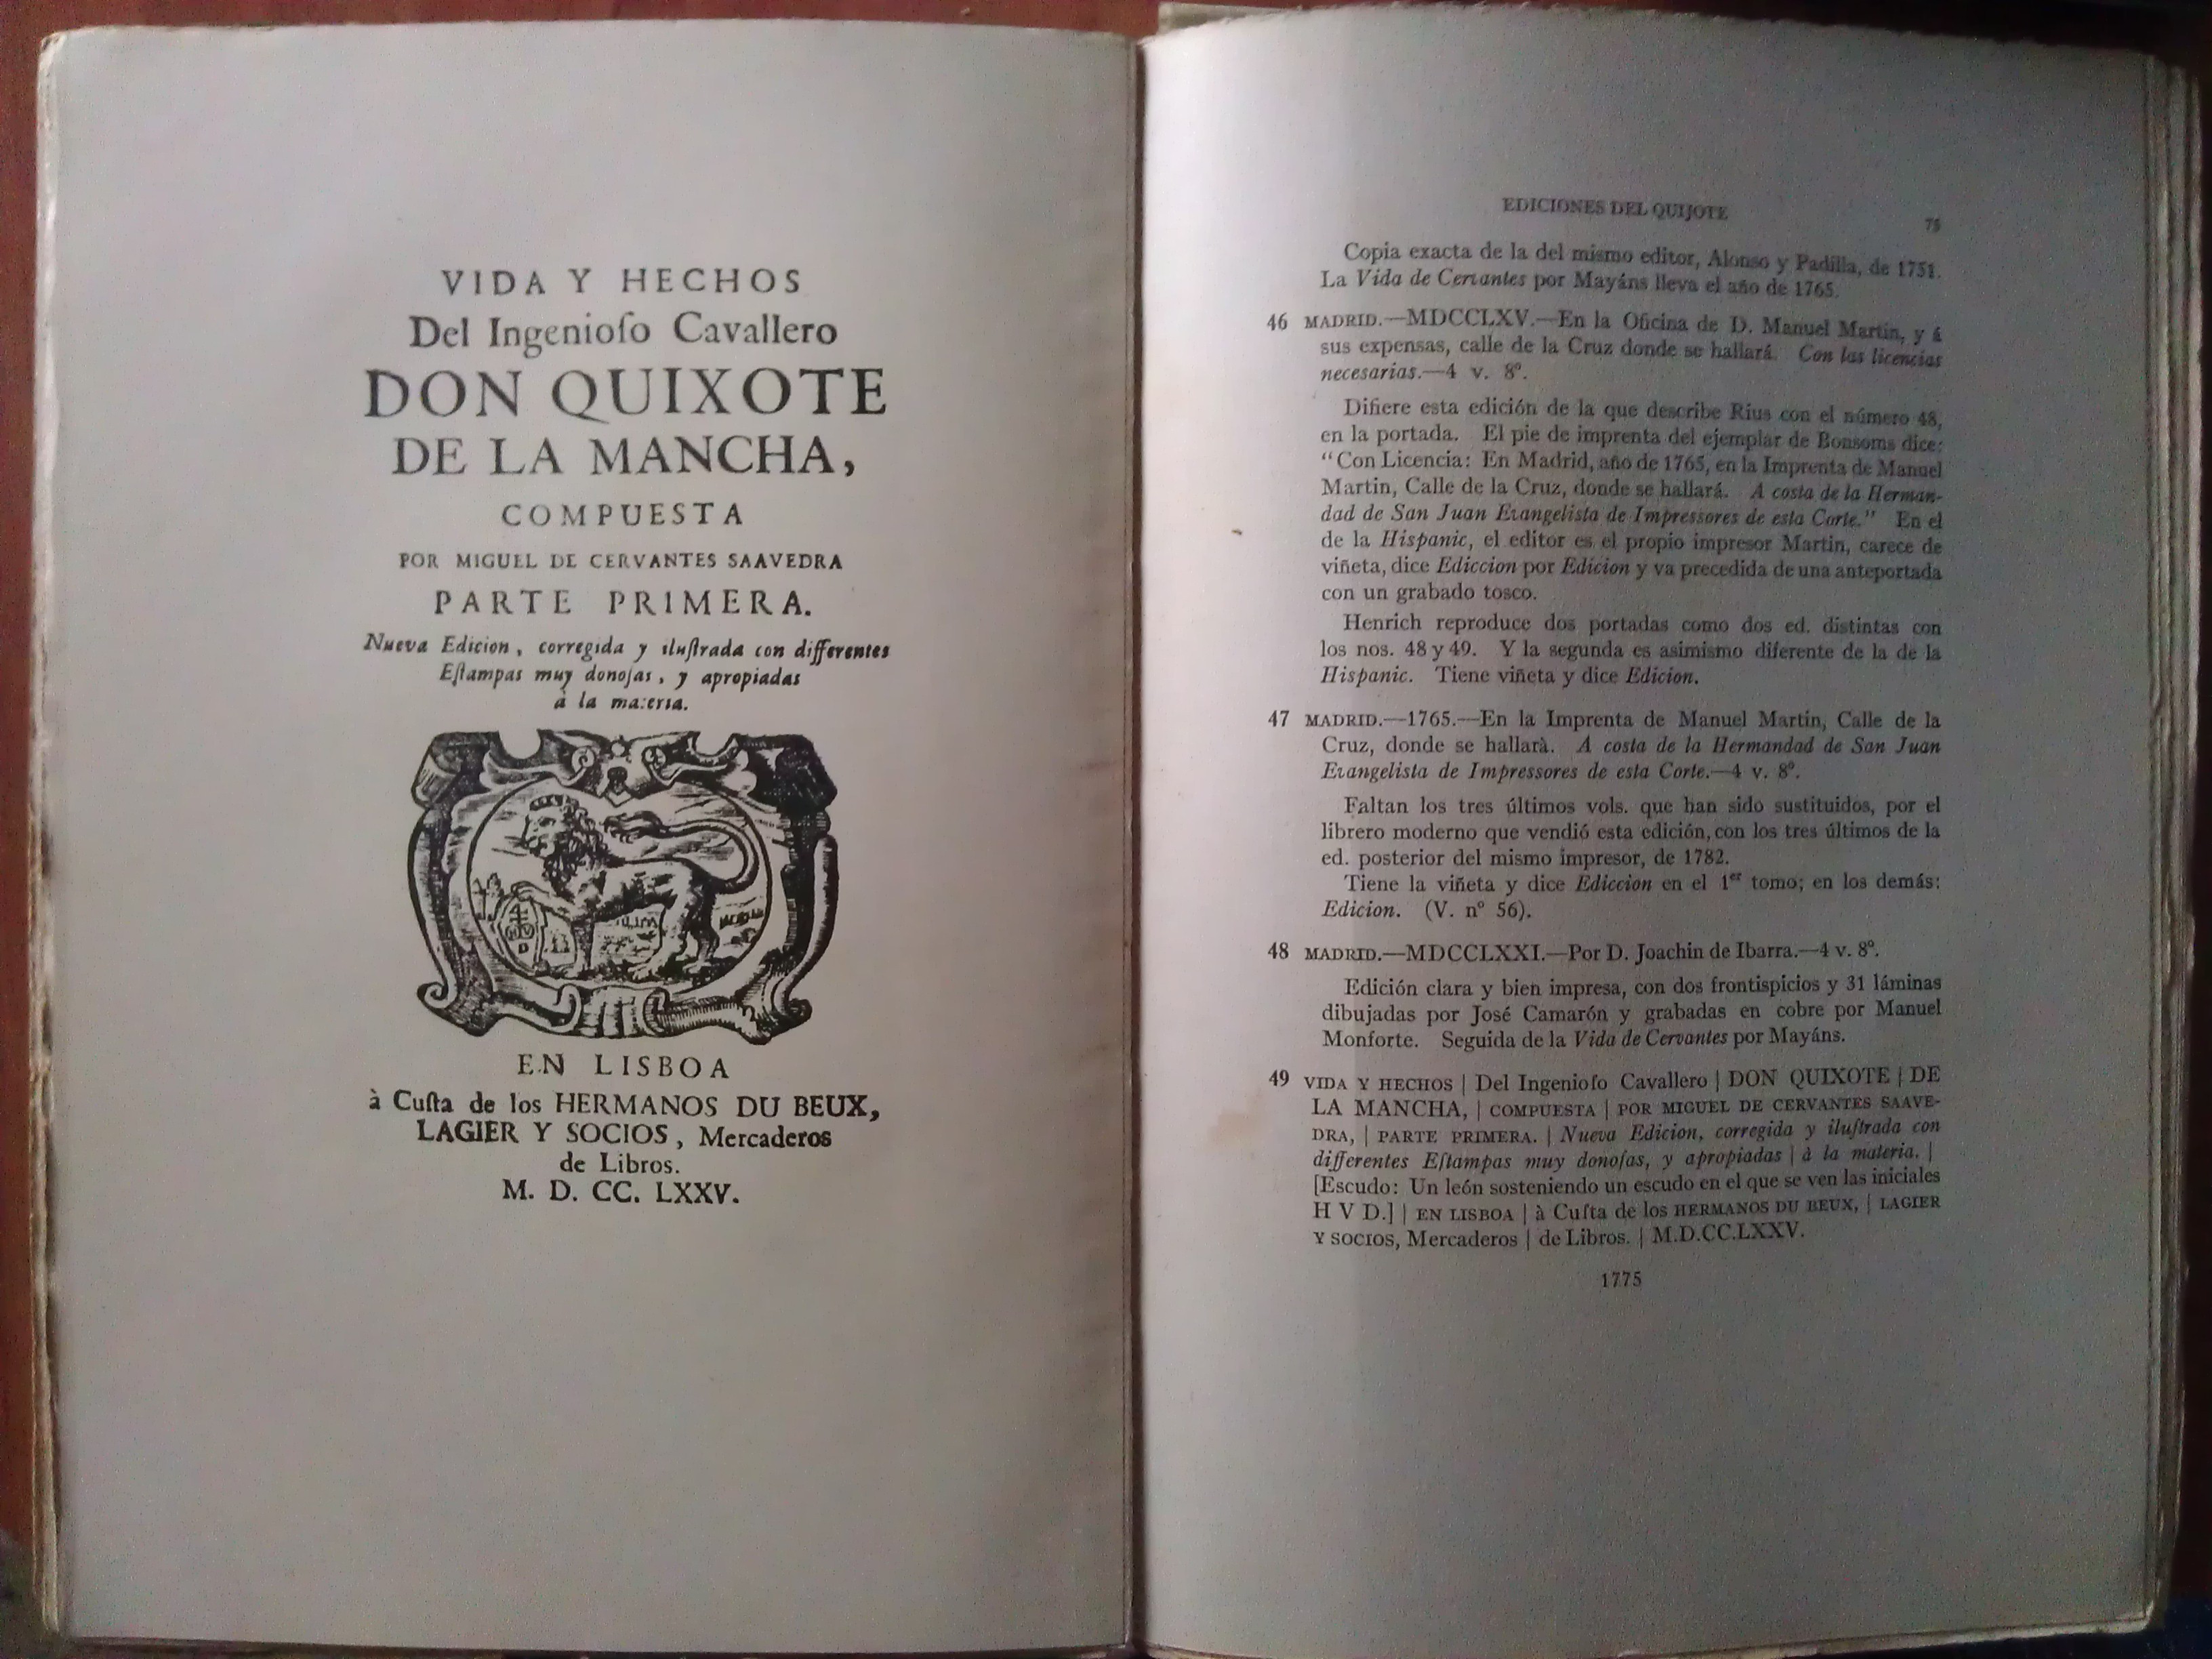 VIDA Y HECHOS
Del Ingenioſo Cavallero
DON QUIXOTE
DE LA MANCHA,
COMPUESTA
POR MIGUEL DE CERVANTES SAAVEDRA
PARTE PRIMERA.
Nueva Edicion, corregida y iluſtrada con differentes
Eſtampas muy donoſas, y apropiadas
à la materia.
EN LISBOA
à Cuſta de los HERMANOS DU BEUX,
LAGIER Y SOCIOS, Mercaderos
de Libros.
M. D. CC. LXXV.
EDICIONES DEL QUIJOTE
75
Copia exacta de la del mismo editor, Alonso y Padilla, de 1751.
La Vida de Cervantes por Mayáns lleva el año de 1765.
46 MADRID.—MDCCLXV.—En la Oficina de D. Manuel Martin, y á
sus expensas, calle de la Cruz donde se hallará. Con las licencias
necesarias.—4 v. 8º.
Difiere esta edición de la que describe Rius con el número 48,
en la portada. El pie de imprenta del ejemplar de Bonsoms dice:
“Con Licencia: En Madrid, año de 1765, en la Imprenta de Manuel
Martin, Calle de la Cruz, donde se hallará. A costa de la Herman-
dad de San Juan Evangelista de Impressores de esta Corte.” En el
de la Hispanic, el editor es el propio impresor Martin, carece de
viñeta, dice Ediccion por Edicion y va precedida de una anteportada
con un grabado tosco.
Henrich reproduce dos portadas como dos ed. distintas con
los nos. 48 y 49. Y la segunda es asimismo diferente de la de la
Hispanic. Tiene viñeta y dice Edicion.
47 MADRID.—1765.—En la Imprenta de Manuel Martin, Calle de la
Cruz, donde se hallarà. A costa de la Hermandad de San Juan
Evangelista de Impressores de esta Corte.—4 v. 8º.
Faltan los tres últimos vols. que han sido sustituidos, por el
librero moderno que vendió esta edición, con los tres últimos de la
ed. posterior del mismo impresor, de 1782.
Tiene la viñeta y dice Ediccion en el 1er tomo; en los demás:
Edicion. (V. nº 56).
48 MADRID.—MDCCLXXI.—Por D. Joachin de Ibarra.—4 v. 8º.
Edición clara y bien impresa, con dos frontispicios y 31 láminas
dibujadas por José Camarón y grabadas en cobre por Manuel
Monforte. Seguida de la Vida de Cervantes por Mayáns.
49 VIDA Y HECHOS | Del Ingenioſo Cavallero | DON QUIXOTE | DE
LA MANCHA, | COMPUESTA | POR MIGUEL DE CERVANTES SAAVE-
DRA, | PARTE PRIMERA. | Nueva Edicion, corregida y iluſtrada con
differentes Eſtampas muy donoſas, y apropiadas | à la materia. |
[Escudo: Un león sosteniendo un escudo en el que se ven las iniciales
H V D.] | EN LISBOA | à Cuſta de los HERMANOS DU BEUX, | LAGIER
Y SOCIOS, Mercaderos | de Libros. | M.D.CC.LXXV.
1775